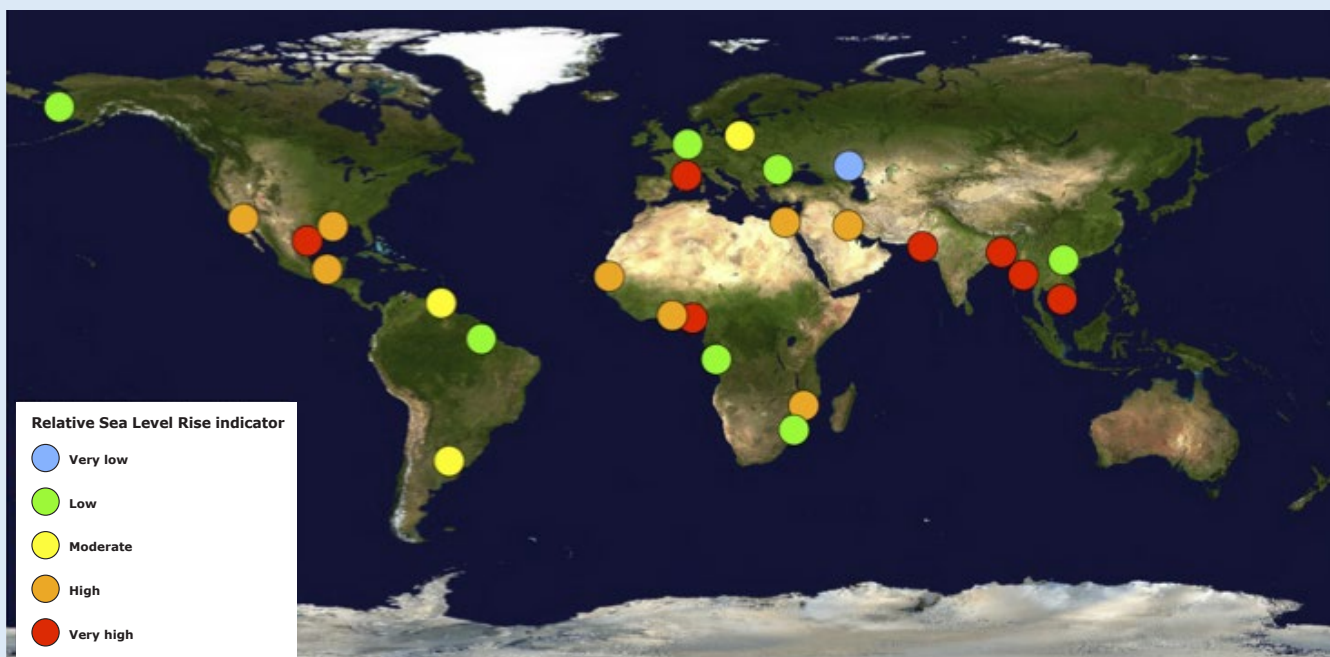 Relative Sea Level Rise indicator
Very low
Low
Moderate
High
Very high